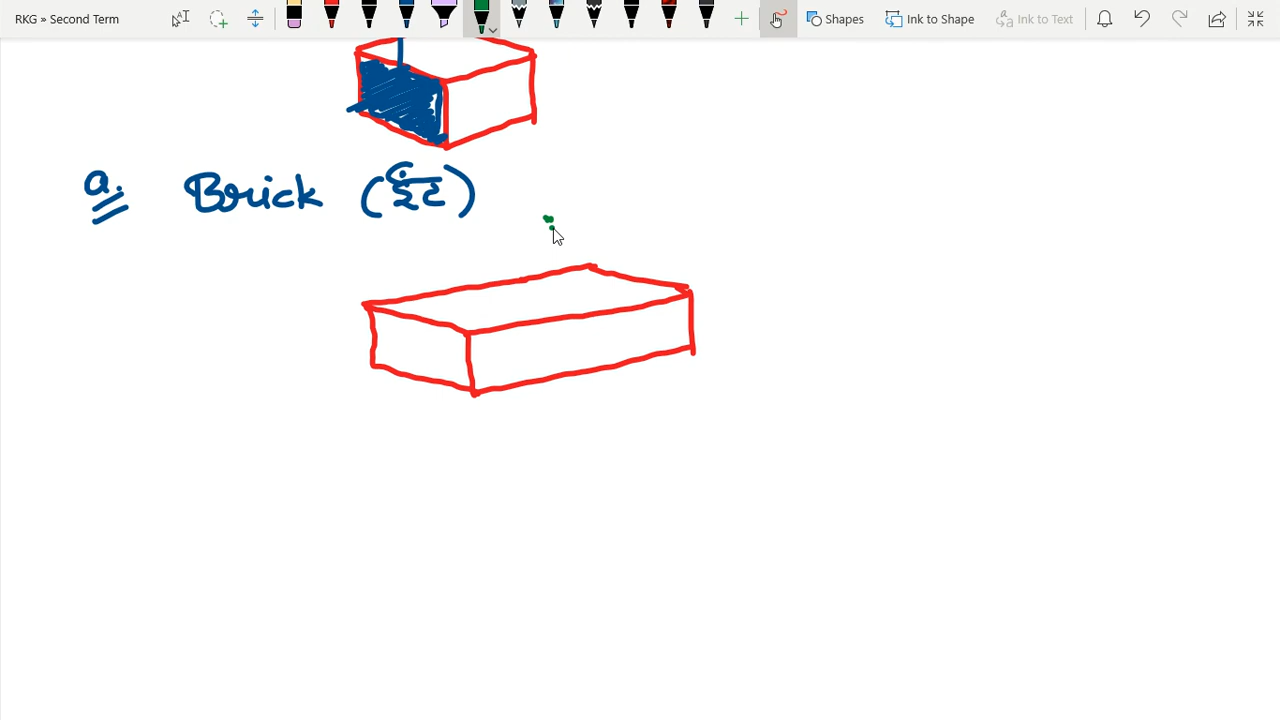 RKG » Second Term
Shapes
Ink to Shape
Ink to Text
a. Brick (ईंट)